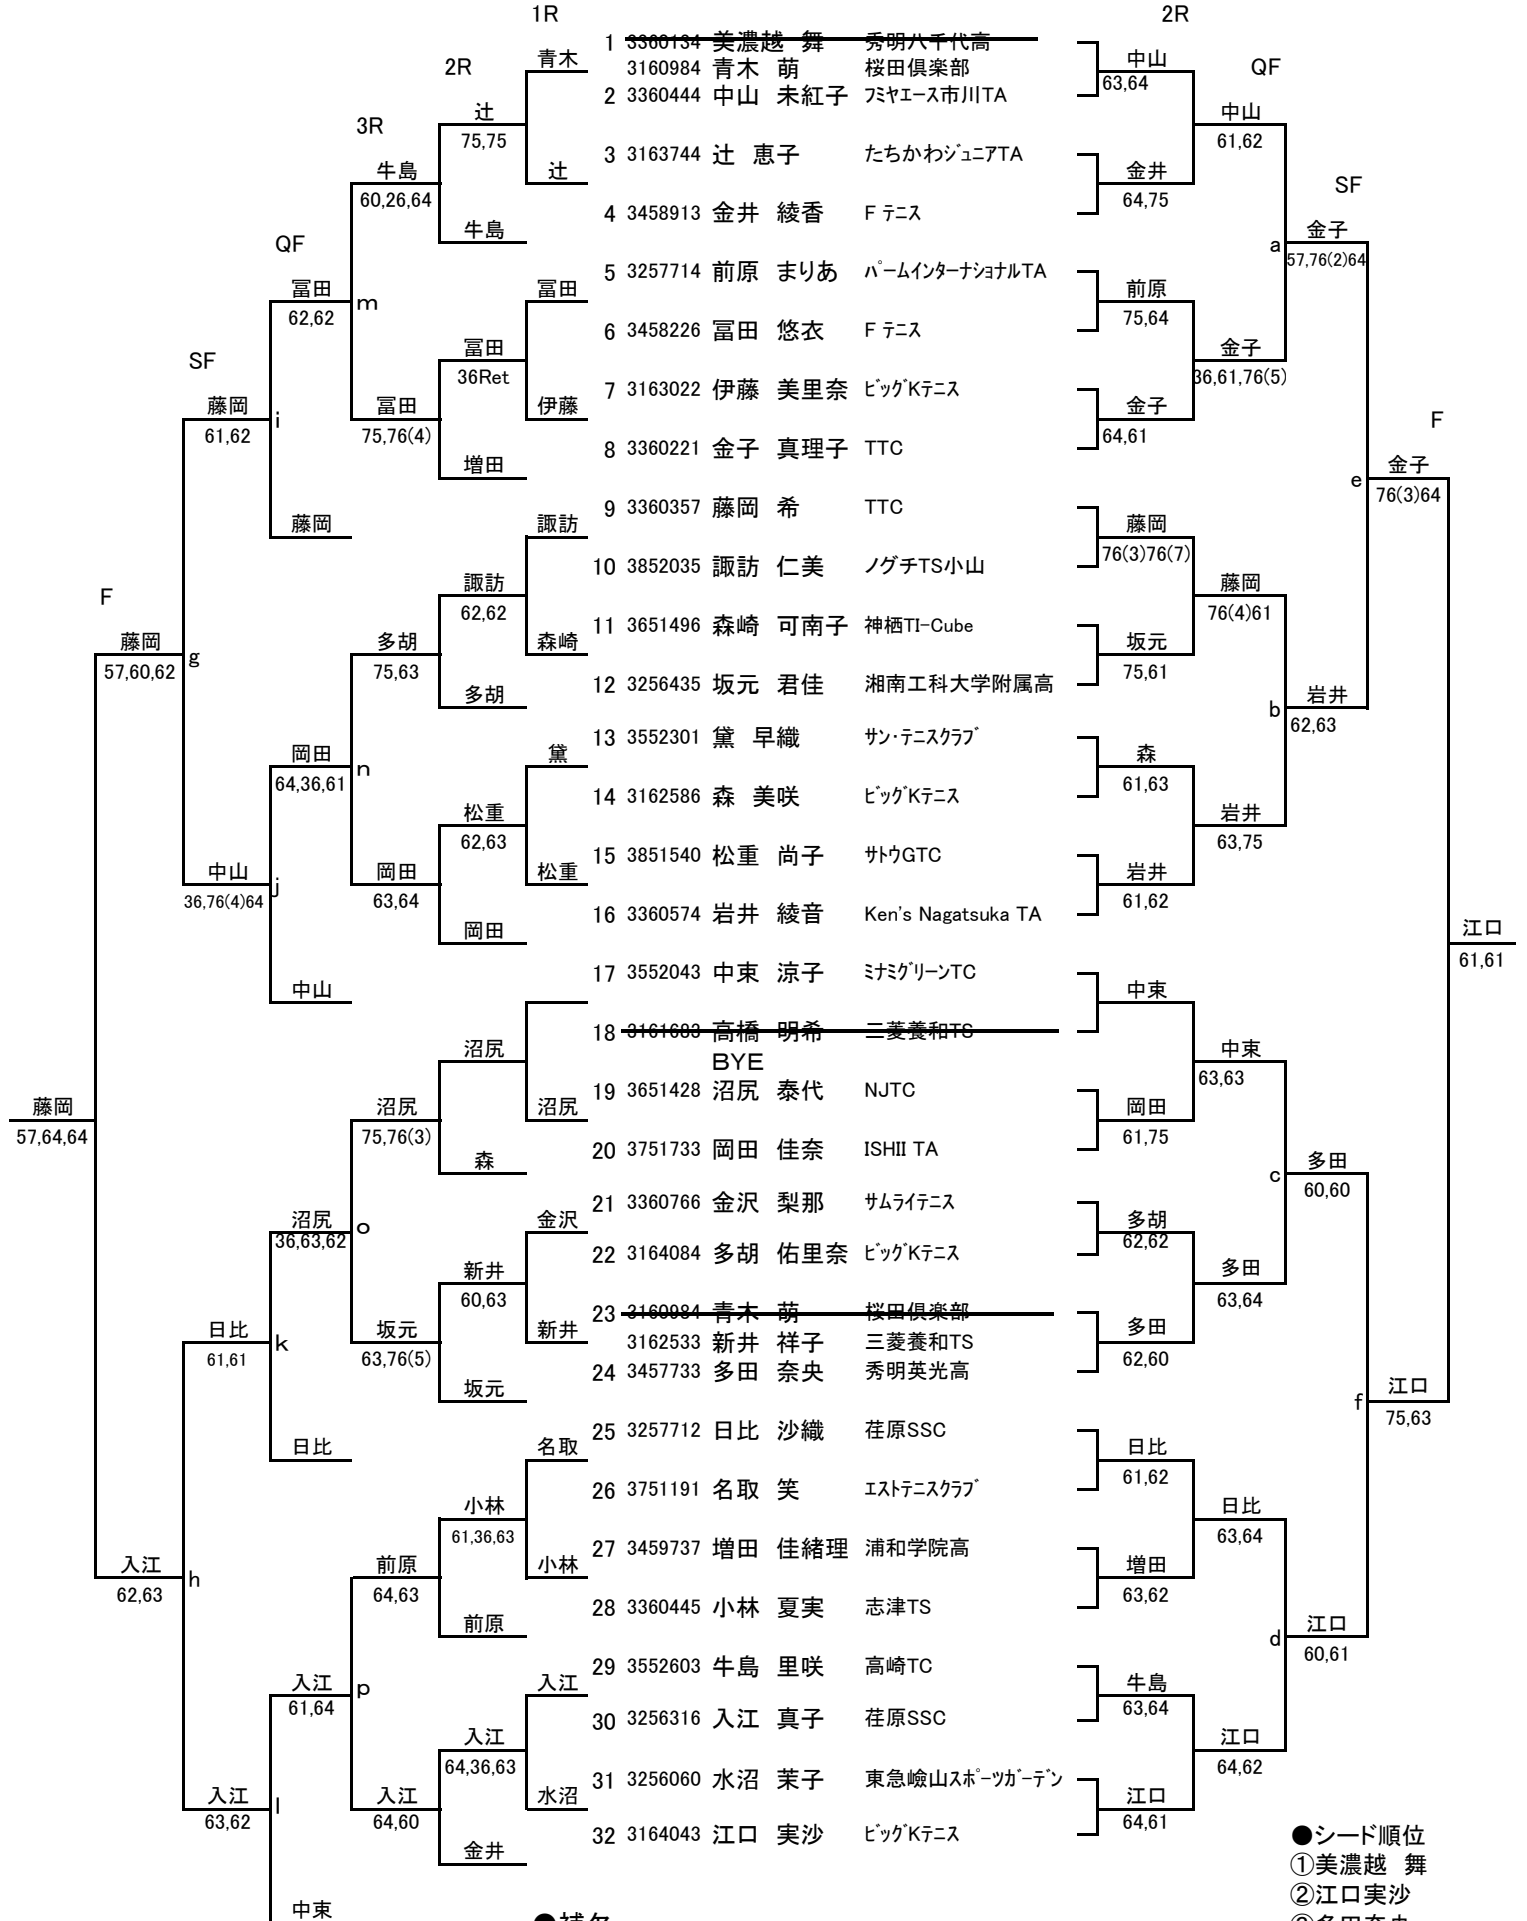 1R
2R
1 3360134 美濃越 舞 秀明八千代高
青木 3160984 青木 萌 桜田倶楽部 中山
2R QF
2 3360444 中山 未紅子 フミヤエース市川TA 63,64
辻 中山
3R 75,75 61,62
3 3163744 辻 恵子 たちかわジュニアTA
牛島 辻 金井
60,26,64 64,75 SF
4 3458913 金井 綾香 F テニス
牛島 金子
QF a 57,76(2)64
5 3257714 前原 まりあ パームインターナショナルTA
冨田 冨田 前原
62,62 m 75,64
6 3458226 冨田 悠衣 F テニス
冨田 金子
SF 36Ret 36,61,76(5)
7 3163022 伊藤 美里奈 ビッグKテニス
藤岡 冨田 伊藤 金子
61,62 i 75,76(4) 64,61 F
8 3360221 金子 真理子 TTC
増田 金子
e 76(3)64
9 3360357 藤岡 希 TTC
藤岡 諏訪 藤岡
76(3)76(7)
10 3852035 諏訪 仁美 ノグチTS小山
諏訪 藤岡
F 62,62 76(4)61
11 3651496 森崎 可南子 神栖TI-Cube
藤岡 多胡 森崎 坂元
57,60,62 g 75,63 75,61
12 3256435 坂元 君佳 湘南工科大学附属高
多胡 岩井
b 62,63
13 3552301 黛 早織 サン・テニスクラブ
岡田 黛 森
64,36,61 n 61,63
14 3162586 森 美咲 ビッグKテニス
松重 岩井
62,63 63,75
15 3851540 松重 尚子 サトウGTC
中山 岡田 松重 岩井
36,76(4)64 j 63,64 61,62
16 3360574 岩井 綾音 Ken's Nagatsuka TA
岡田 江口
61,61
17 3552043 中束 涼子 ミナミグリーンTC
中山 中束
18 3161683 高橋 明希 三菱養和TS
沼尻 BYE 中束
63,63
19 3651428 沼尻 泰代 NJTC
藤岡 沼尻 沼尻 岡田
57,64,64 75,76(3) 61,75
20 3751733 岡田 佳奈 ISHII TA
森 多田
c 60,60
21 3360766 金沢 梨那 サムライテニス
沼尻 金沢 多胡
36,63,62 o 62,62
22 3164084 多胡 佑里奈 ビッグKテニス
新井 多田
60,63 63,64
23 3160984 青木 萌 桜田倶楽部
日比 坂元 新井 3162533 新井 祥子 三菱養和TS 多田
61,61 k 63,76(5) 62,60
24 3457733 多田 奈央 秀明英光高
坂元 江口
f 75,63
25 3257712 日比 沙織 荏原SSC
日比 名取 日比
61,62
26 3751191 名取 笑 エストテニスクラブ
小林 日比
61,36,63 63,64
27 3459737 増田 佳緒理 浦和学院高
入江 前原 小林 増田
62,63 h 64,63 63,62
28 3360445 小林 夏実 志津TS
前原 江口
d 60,61
29 3552603 牛島 里咲 高崎TC
入江 入江 牛島
61,64 p 63,64
30 3256316 入江 真子 荏原SSC
入江 江口
64,36,63 64,62
31 3256060 水沼 茉子 東急嶮山スポーツガーデン
入江 入江 水沼 江口
63,62 l 64,60 64,61
32 3164043 江口 実沙 ビッグKテニス
金井
●シード順位
①美濃越 舞
②江口実沙
中束
●補欠
③多田奈央